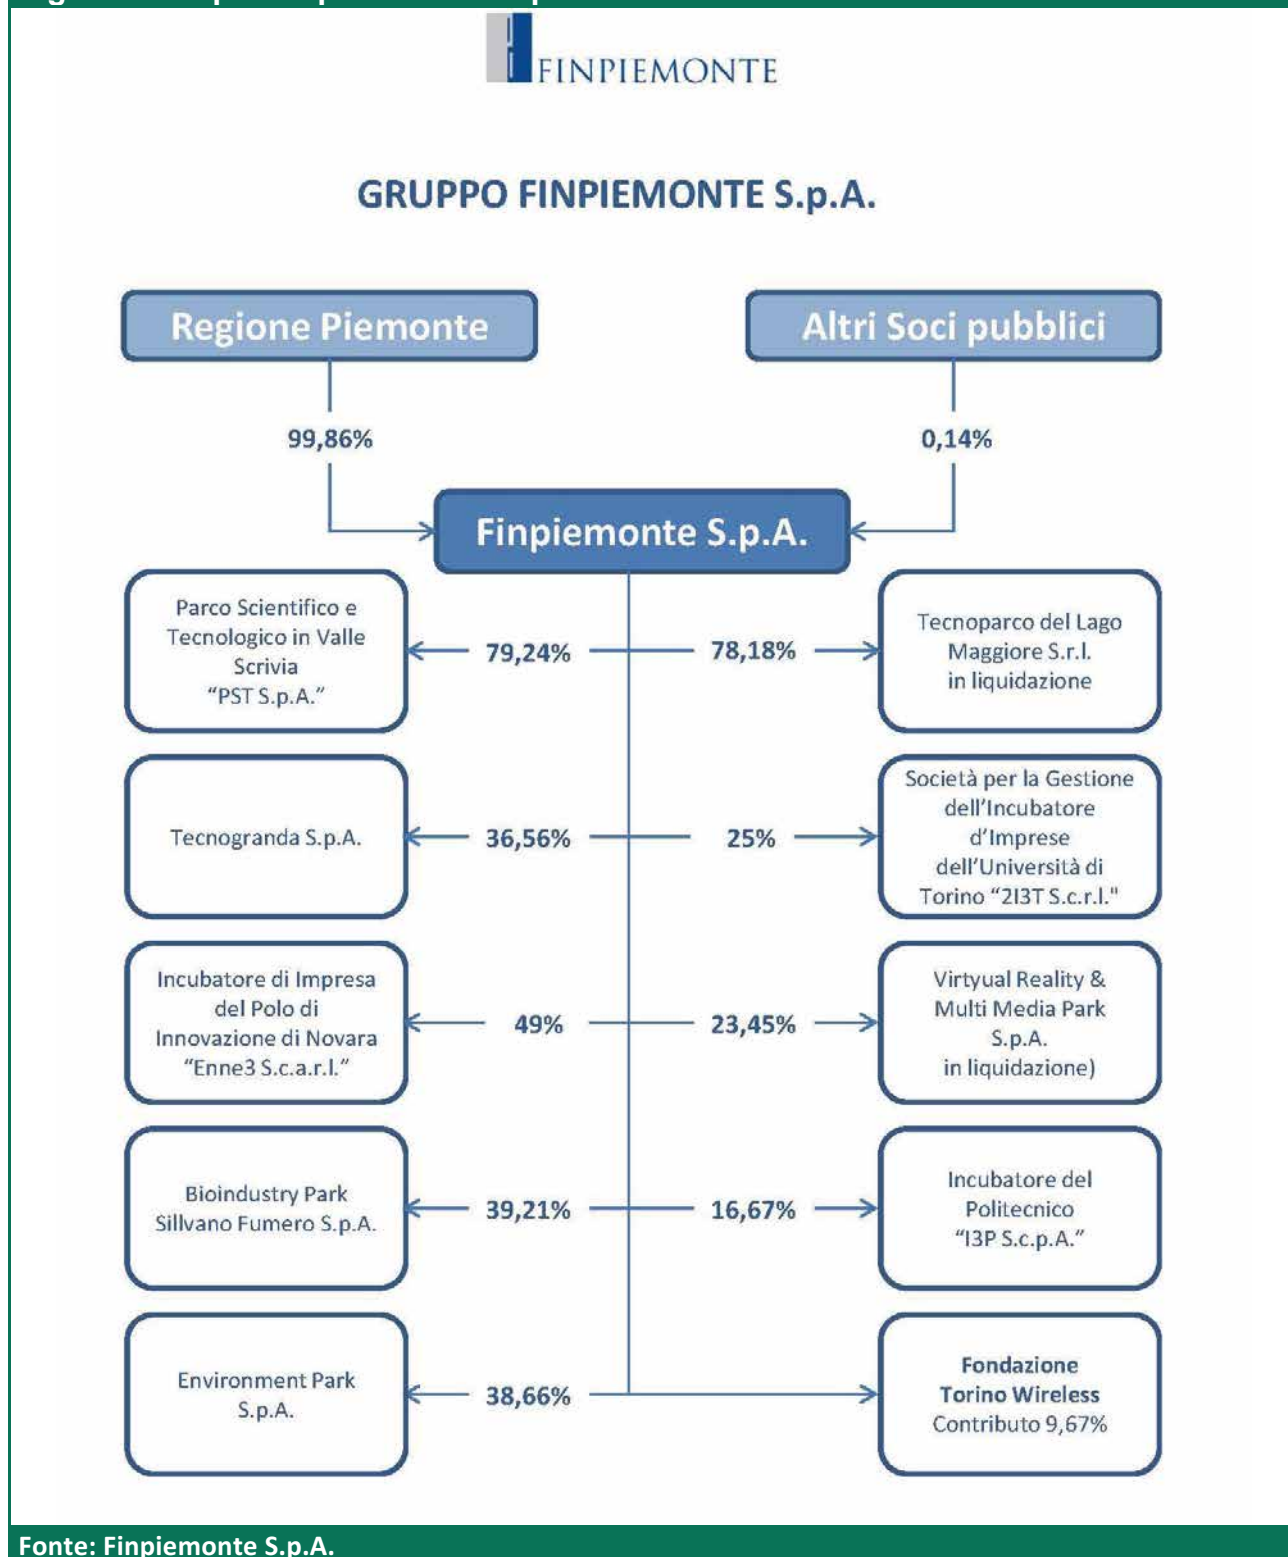 FINPIEMONTE
GRUPPO FINPIEMONTE S.p.A.
Regione Piemonte
Altri Soci pubblici
99,86%
0,14%
Finpiemonte S.p.A.
Parco Scientifico e
Tecnologico in Valle
Scrivia
“PST S.p.A.”
79,24%
78,18%
Tecnoparco del Lago
Maggiore S.r.l.
in liquidazione
Tecnogranda S.p.A.
36,56%
25%
Società per la Gestione
dell’Incubatore
d’Imprese
dell’Università di
Torino “2I3T S.c.r.l."
Incubatore di Impresa
del Polo di
Innovazione di Novara
“Enne3 S.c.a.r.l.”
49%
23,45%
Virtyual Reality &
Multi Media Park
S.p.A.
in liquidazione)
Bioindustry Park
Sillvano Fumero S.p.A.
39,21%
16,67%
Incubatore del
Politecnico
“I3P S.c.p.A.”
Environment Park
S.p.A.
38,66%
Fondazione
Torino Wireless
Contributo 9,67%
Fonte: Finpiemonte S.p.A.